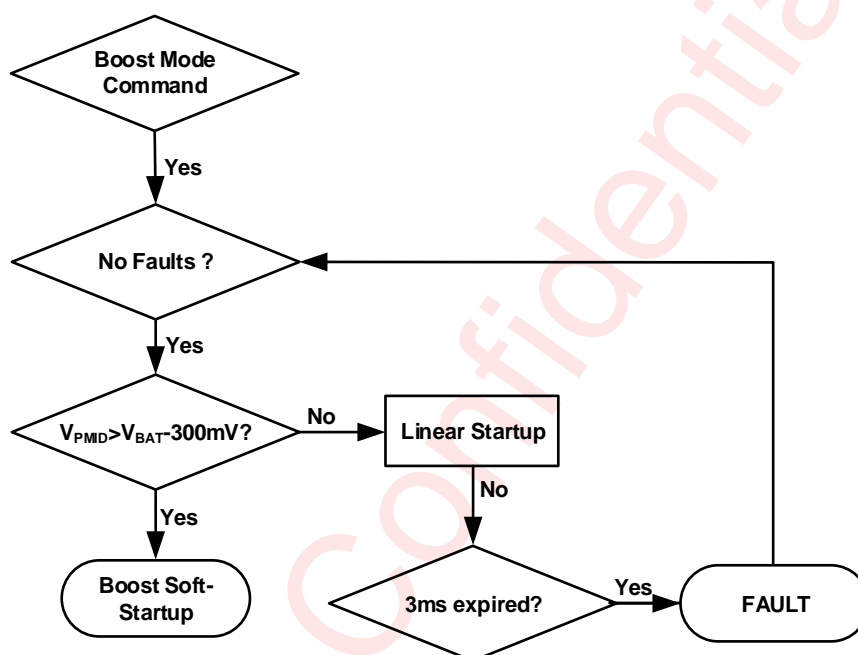 Boost Mode
Command
Yes
No Faults ?
Yes
VPMID>VBAT-300mV?
No
Linear Startup
No
Yes
Boost Soft-
Startup
3ms expired?
Yes
FAULT
Confidential